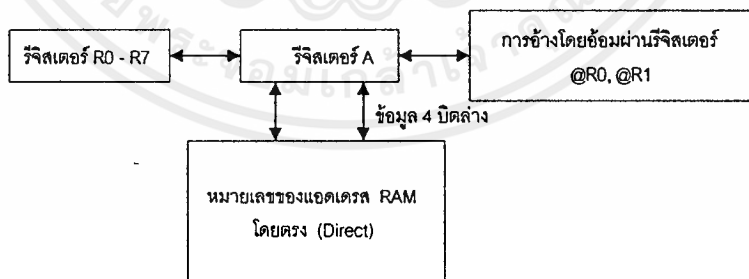 รีจิสเตอร์ R0 - R7
รีจิสเตอร์ A
การอ้างโดยอ้อมผ่านรีจิสเตอร์
@R0, @R1
ข้อมูล 4 บิตล่าง
หมายเลขของแอดเดรส RAM
โดยตรง (Direct)